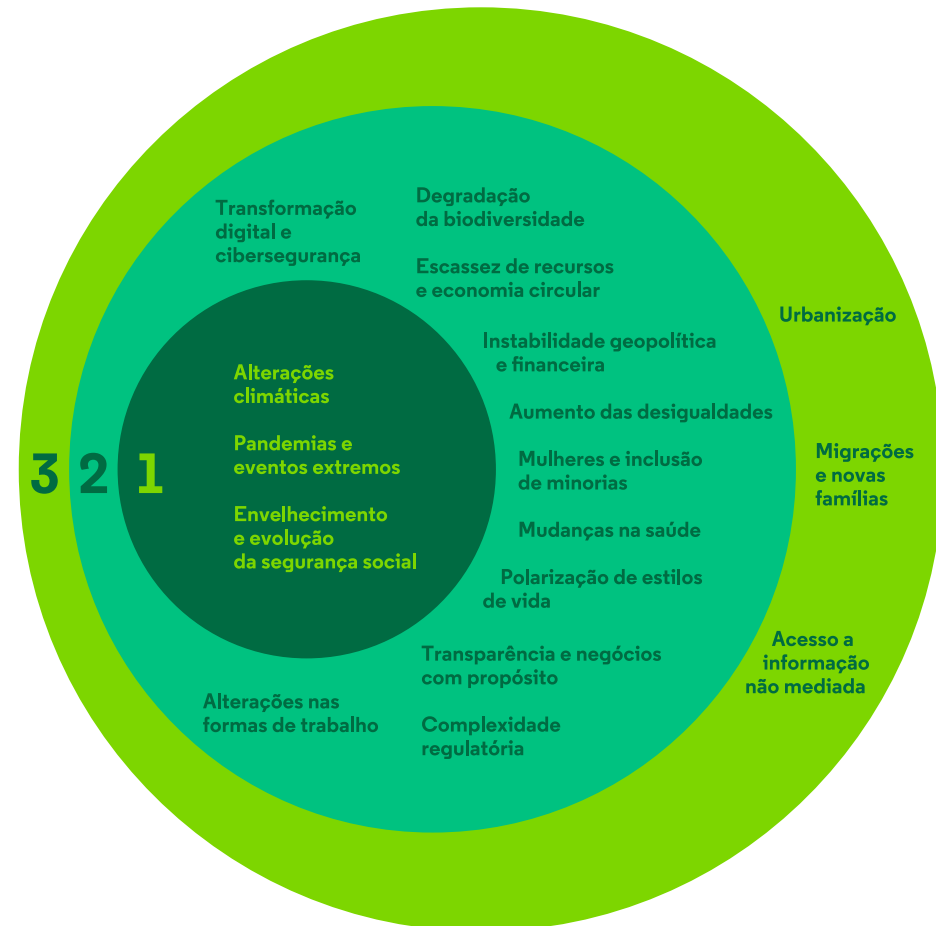 Transformação
digital e
cibersegurança
Degradação
da biodiversidade
Escassez de recursos
e economia circular
Instabilidade geopolítica
e financeira
Aumento das desigualdades
Mulheres e inclusão
de minorias
Mudanças na saúde
Polarização de estilos
de vida
Transparência e negócios
com propósito
Complexidade
regulatória
Alterações nas
formas de trabalho
Alterações
climáticas
Pandemias e
eventos extremos
Envelhecimento
e evolução
da segurança social
3 2 1
Urbanização
Migrações
e novas
famílias
Acesso a
informação
não mediada